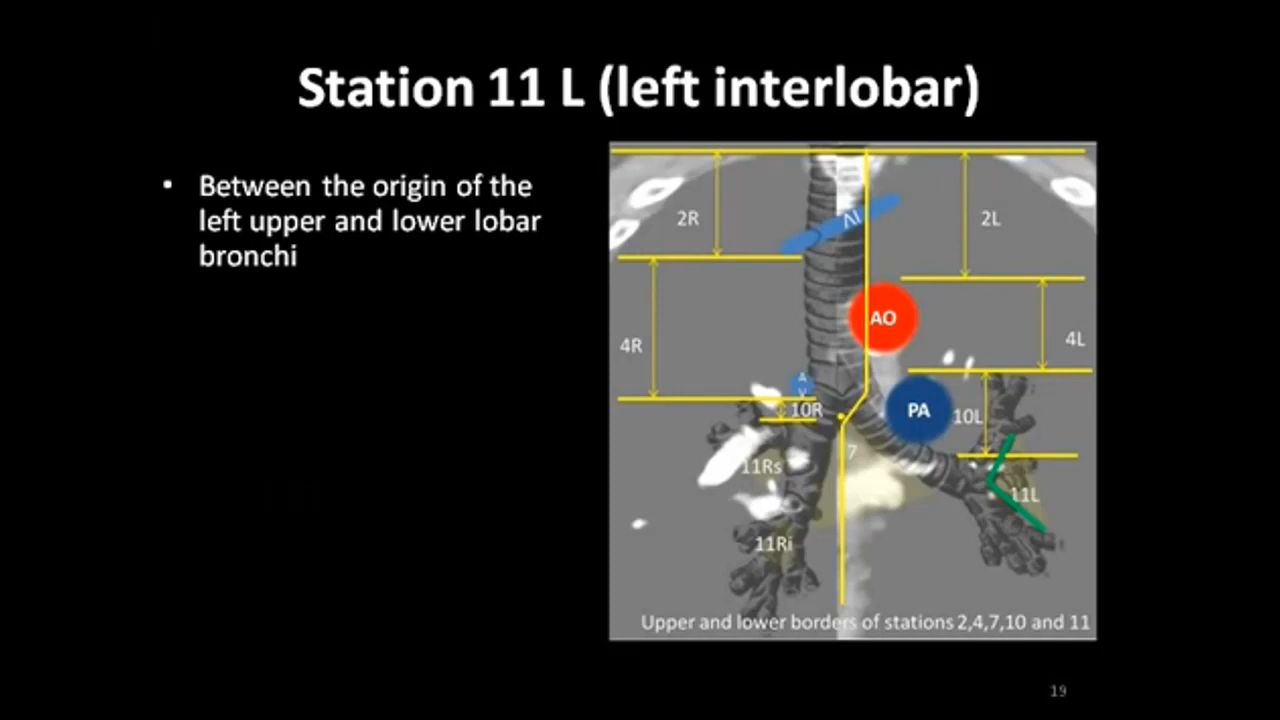 Station 11 L (left interlobar)
• Between the origin of the
left upper and lower lobar
bronchi
2R
VI
2L
AO
4R
4L
A
V
10R
PA
10L
7
11Rs
11L
11Ri
Upper and lower borders of stations 2,4,7,10 and 11
19